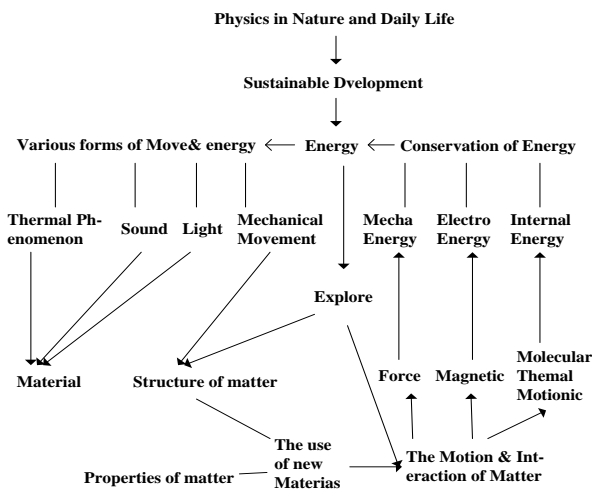 Physics in Nature and Daily Life
Sustainable Dvelopment
Various forms of Move& energy
Energy
Conservation of Energy
Thermal Ph-
enomenon
Sound
Light
Mechanical
Movement
Mecha
Energy
Electro
Energy
Internal
Energy
Explore
Material
Structure of matter
Force
Magnetic
Molecular
Themal
Motionic
Properties of matter
The use
of new
Materias
The Motion & Int-
eraction of Matter